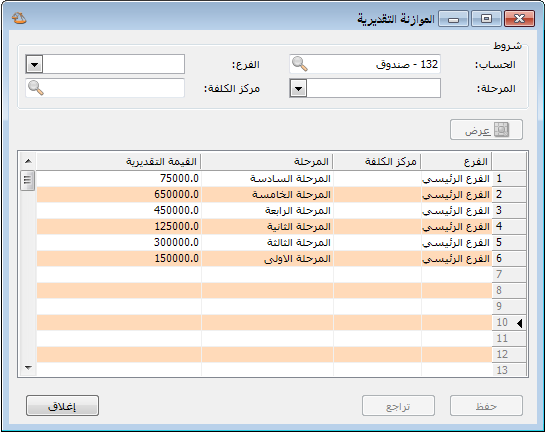 الموازنة التقديرية
شروط
الحساب: 132 - صندوق الفرع:
المرحلة: مركز الكلفة:
عرض
الفرع مركز الكلفة المرحلة القيمة التقديرية
1 الفرع الرئيسي المرحلة السادسة 75000.0
2 الفرع الرئيسي المرحلة الخامسة 650000.0
3 الفرع الرئيسي المرحلة الرابعة 450000.0
4 الفرع الرئيسي المرحلة الثانية 125000.0
5 الفرع الرئيسي المرحلة الثالثة 300000.0
6 الفرع الرئيسي المرحلة الاولى 150000.0
7
8
9
10
11
12
13
حفظ تراجع إغلاق